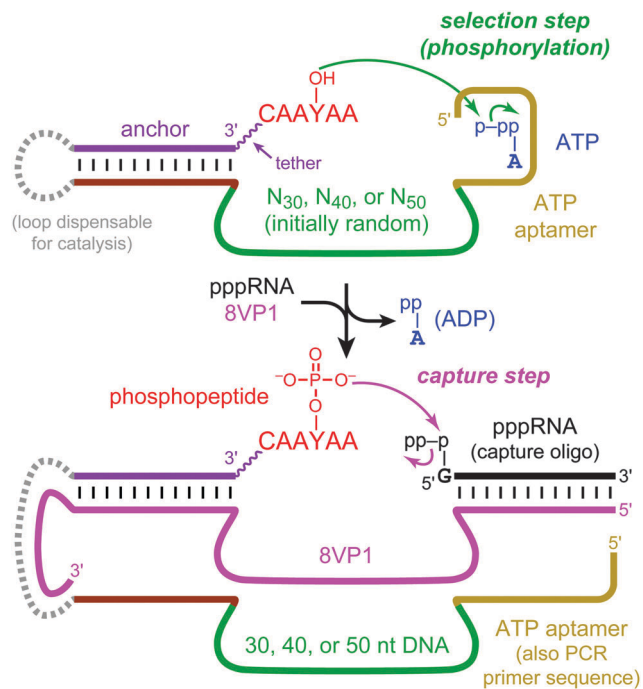 selection step
(phosphorylation)
OH
CAAYAA
anchor
3'
5'
p–pp
A
ATP
tether
(loop dispensable
for catalysis)
N30, N40, or N50
(initially random)
ATP
aptamer
pppRNA
8VP1
pp
A
(ADP)
O
⁻O–P–O⁻
O
phosphopeptide
capture step
CAAYAA
pp–p
pppRNA
(capture oligo)
3'
5'
G
3'
5'
8VP1
3'
5'
30, 40, or 50 nt DNA
ATP aptamer
(also PCR
primer sequence)